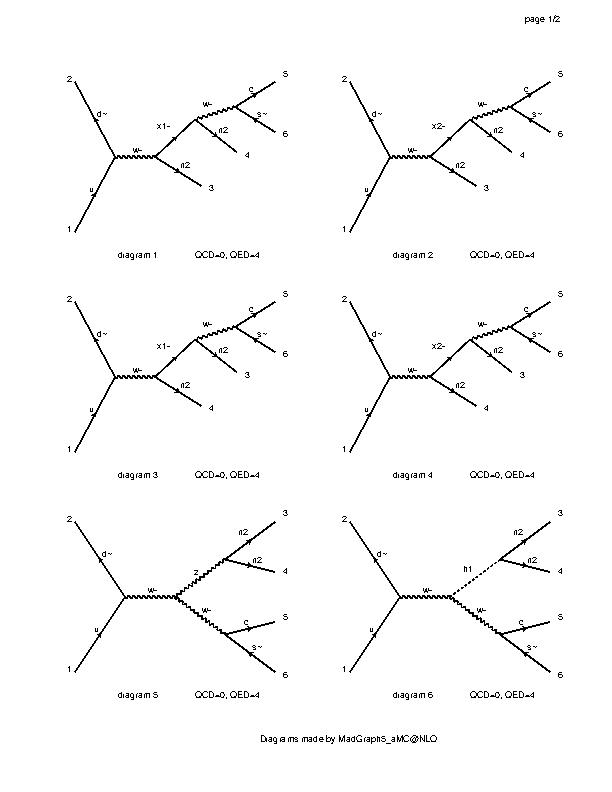 page 1/2
2 d~ w- u 1 x1- n2 3 w- n2 4 c 5 s~ 6
diagram 1 QCD=0, QED=4
2 d~ w- u 1 x2- n2 3 w- n2 4 c 5 s~ 6
diagram 2 QCD=0, QED=4
2 d~ w- u 1 x1- n2 4 w- n2 3 c 5 s~ 6
diagram 3 QCD=0, QED=4
2 d~ w- u 1 x2- n2 4 w- n2 3 c 5 s~ 6
diagram 4 QCD=0, QED=4
2 d~ w- u 1 z n2 3 n2 4 w- c 5 s~ 6
diagram 5 QCD=0, QED=4
2 d~ w- u 1 h1 n2 3 n2 4 w- c 5 s~ 6
diagram 6 QCD=0, QED=4
Diagrams made by MadGraph5_aMC@NLO